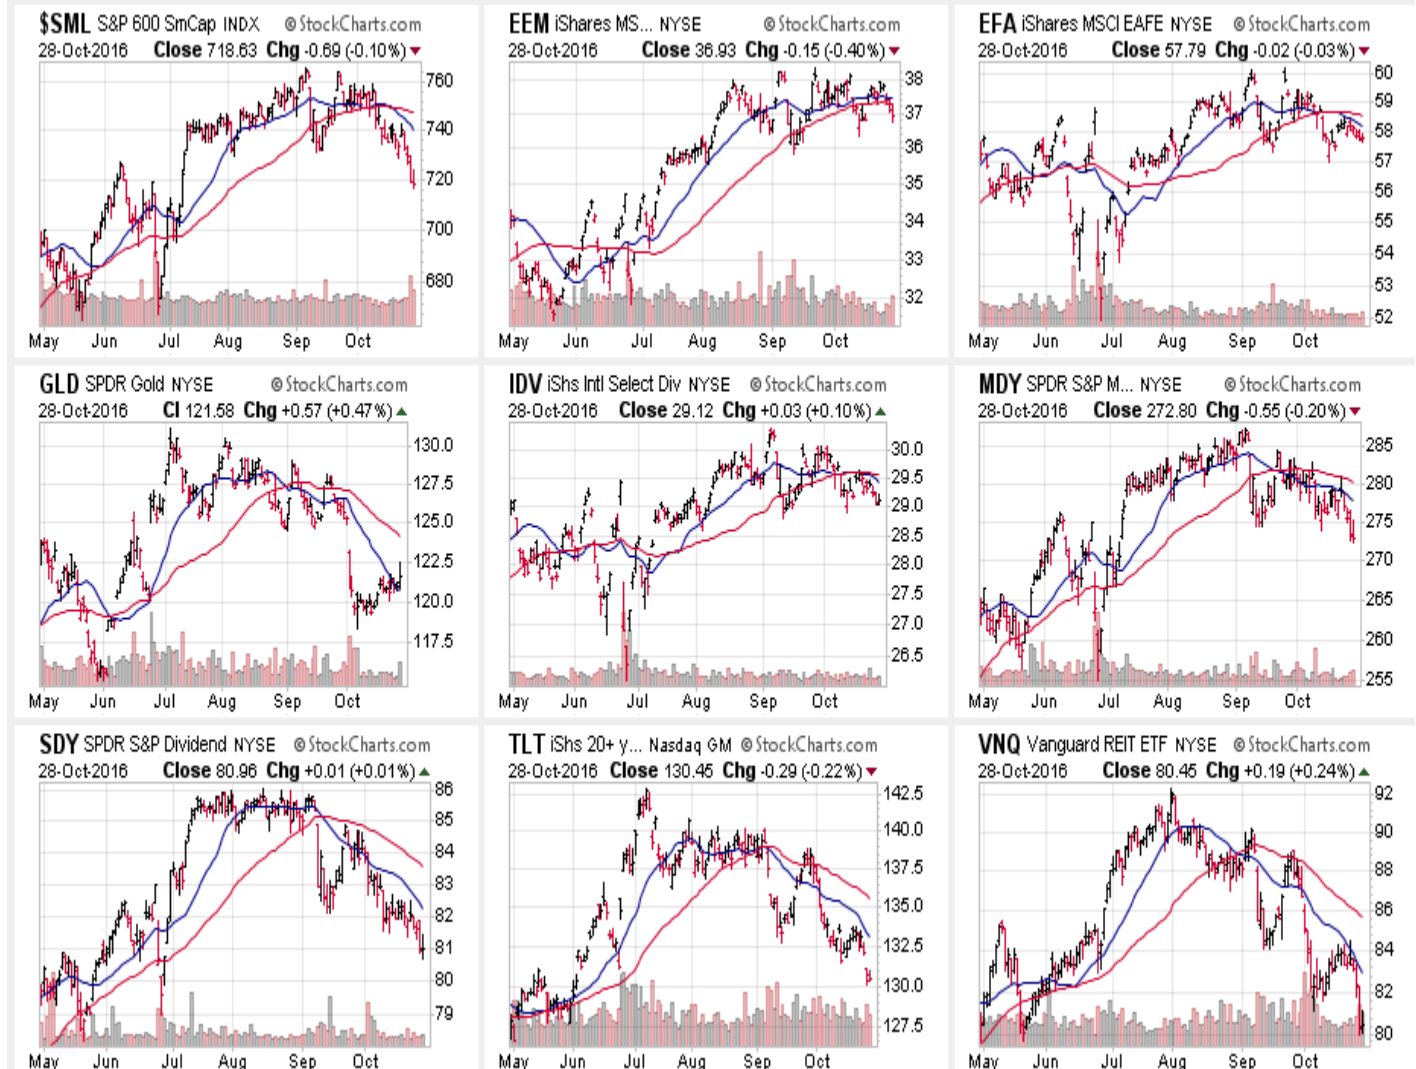 $SML S&P 600 SmCap INDX © StockCharts.com
28-Oct-2016 Close 718.63 Chg -0.69 (-0.10%)
760
740
720
700
680
May Jun Jul Aug Sep Oct
EEM iShares MS... NYSE © StockCharts.com
28-Oct-2016 Close 36.93 Chg -0.15 (-0.40%)
38
37
36
35
34
33
32
May Jun Jul Aug Sep Oct
EFA iShares MSCI EAFE NYSE © StockCharts.com
28-Oct-2016 Close 57.79 Chg -0.02 (-0.03%)
60
59
58
57
56
55
54
53
52
May Jun Jul Aug Sep Oct
GLD SPDR Gold NYSE © StockCharts.com
28-Oct-2016 Cl 121.58 Chg +0.57 (+0.47%)
130.0
127.5
125.0
122.5
120.0
117.5
May Jun Jul Aug Sep Oct
IDV iShs Intl Select Div NYSE © StockCharts.com
28-Oct-2016 Close 29.12 Chg +0.03 (+0.10%)
30.0
29.5
29.0
28.5
28.0
27.5
27.0
26.5
May Jun Jul Aug Sep Oct
MDY SPDR S&P M... NYSE © StockCharts.com
28-Oct-2016 Close 272.80 Chg -0.55 (-0.20%)
285
280
275
270
265
260
255
May Jun Jul Aug Sep Oct
SDY SPDR S&P Dividend NYSE © StockCharts.com
28-Oct-2016 Close 80.96 Chg +0.01 (+0.01%)
86
85
84
83
82
81
80
79
May Jun Jul Aug Sep Oct
TLT iShs 20+ y... Nasdaq GM © StockCharts.com
28-Oct-2016 Close 130.45 Chg -0.29 (-0.22%)
142.5
140.0
137.5
135.0
132.5
130.0
127.5
May Jun Jul Aug Sep Oct
VNQ Vanguard REIT ETF NYSE © StockCharts.com
28-Oct-2016 Close 80.45 Chg +0.19 (+0.24%)
92
90
88
86
84
82
80
May Jun Jul Aug Sep Oct